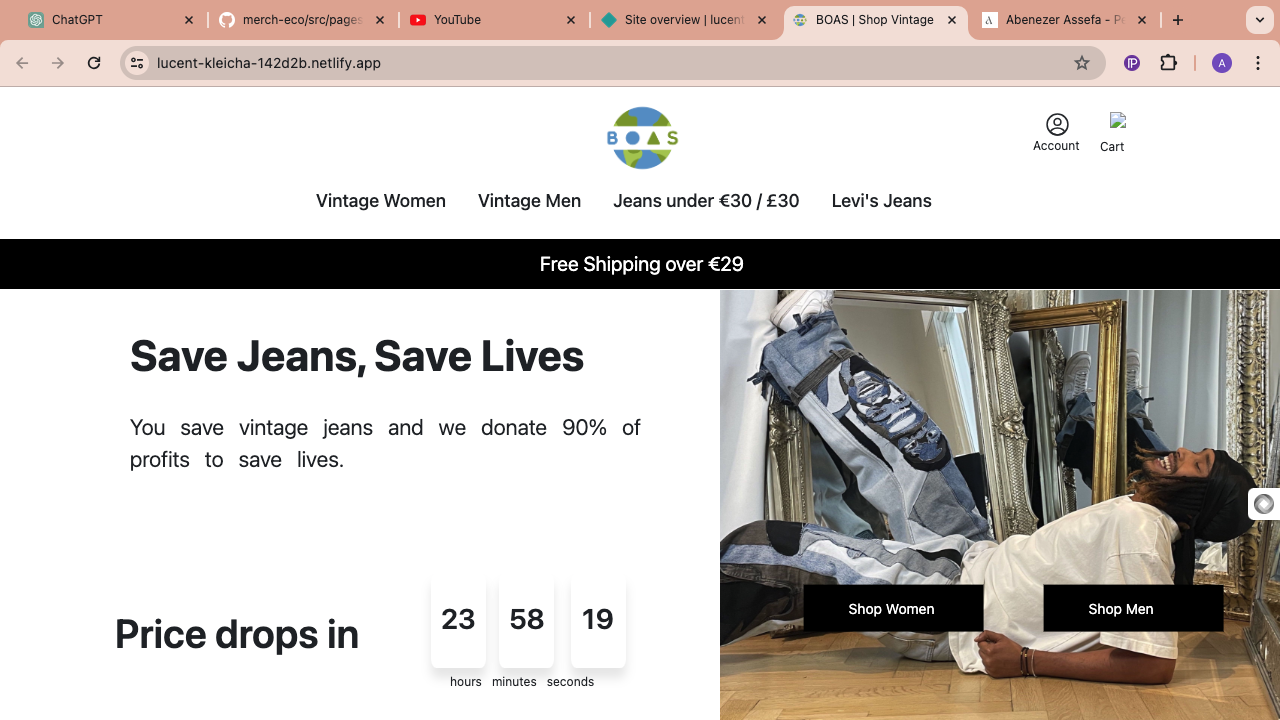 ChatGPT
merch-eco/src/pages
YouTube
Site overview | lucent
BOAS | Shop Vintage
Abenezer Assefa - P
lucent-kleicha-142d2b.netlify.app
A
BOAS
Account
Cart
Vintage Women
Vintage Men
Jeans under €30 / £30
Levi's Jeans
Free Shipping over €29
Save Jeans, Save Lives
You save vintage jeans and we donate 90% of
profits to save lives.
Price drops in
23 58 19
hours minutes seconds
Shop Women
Shop Men